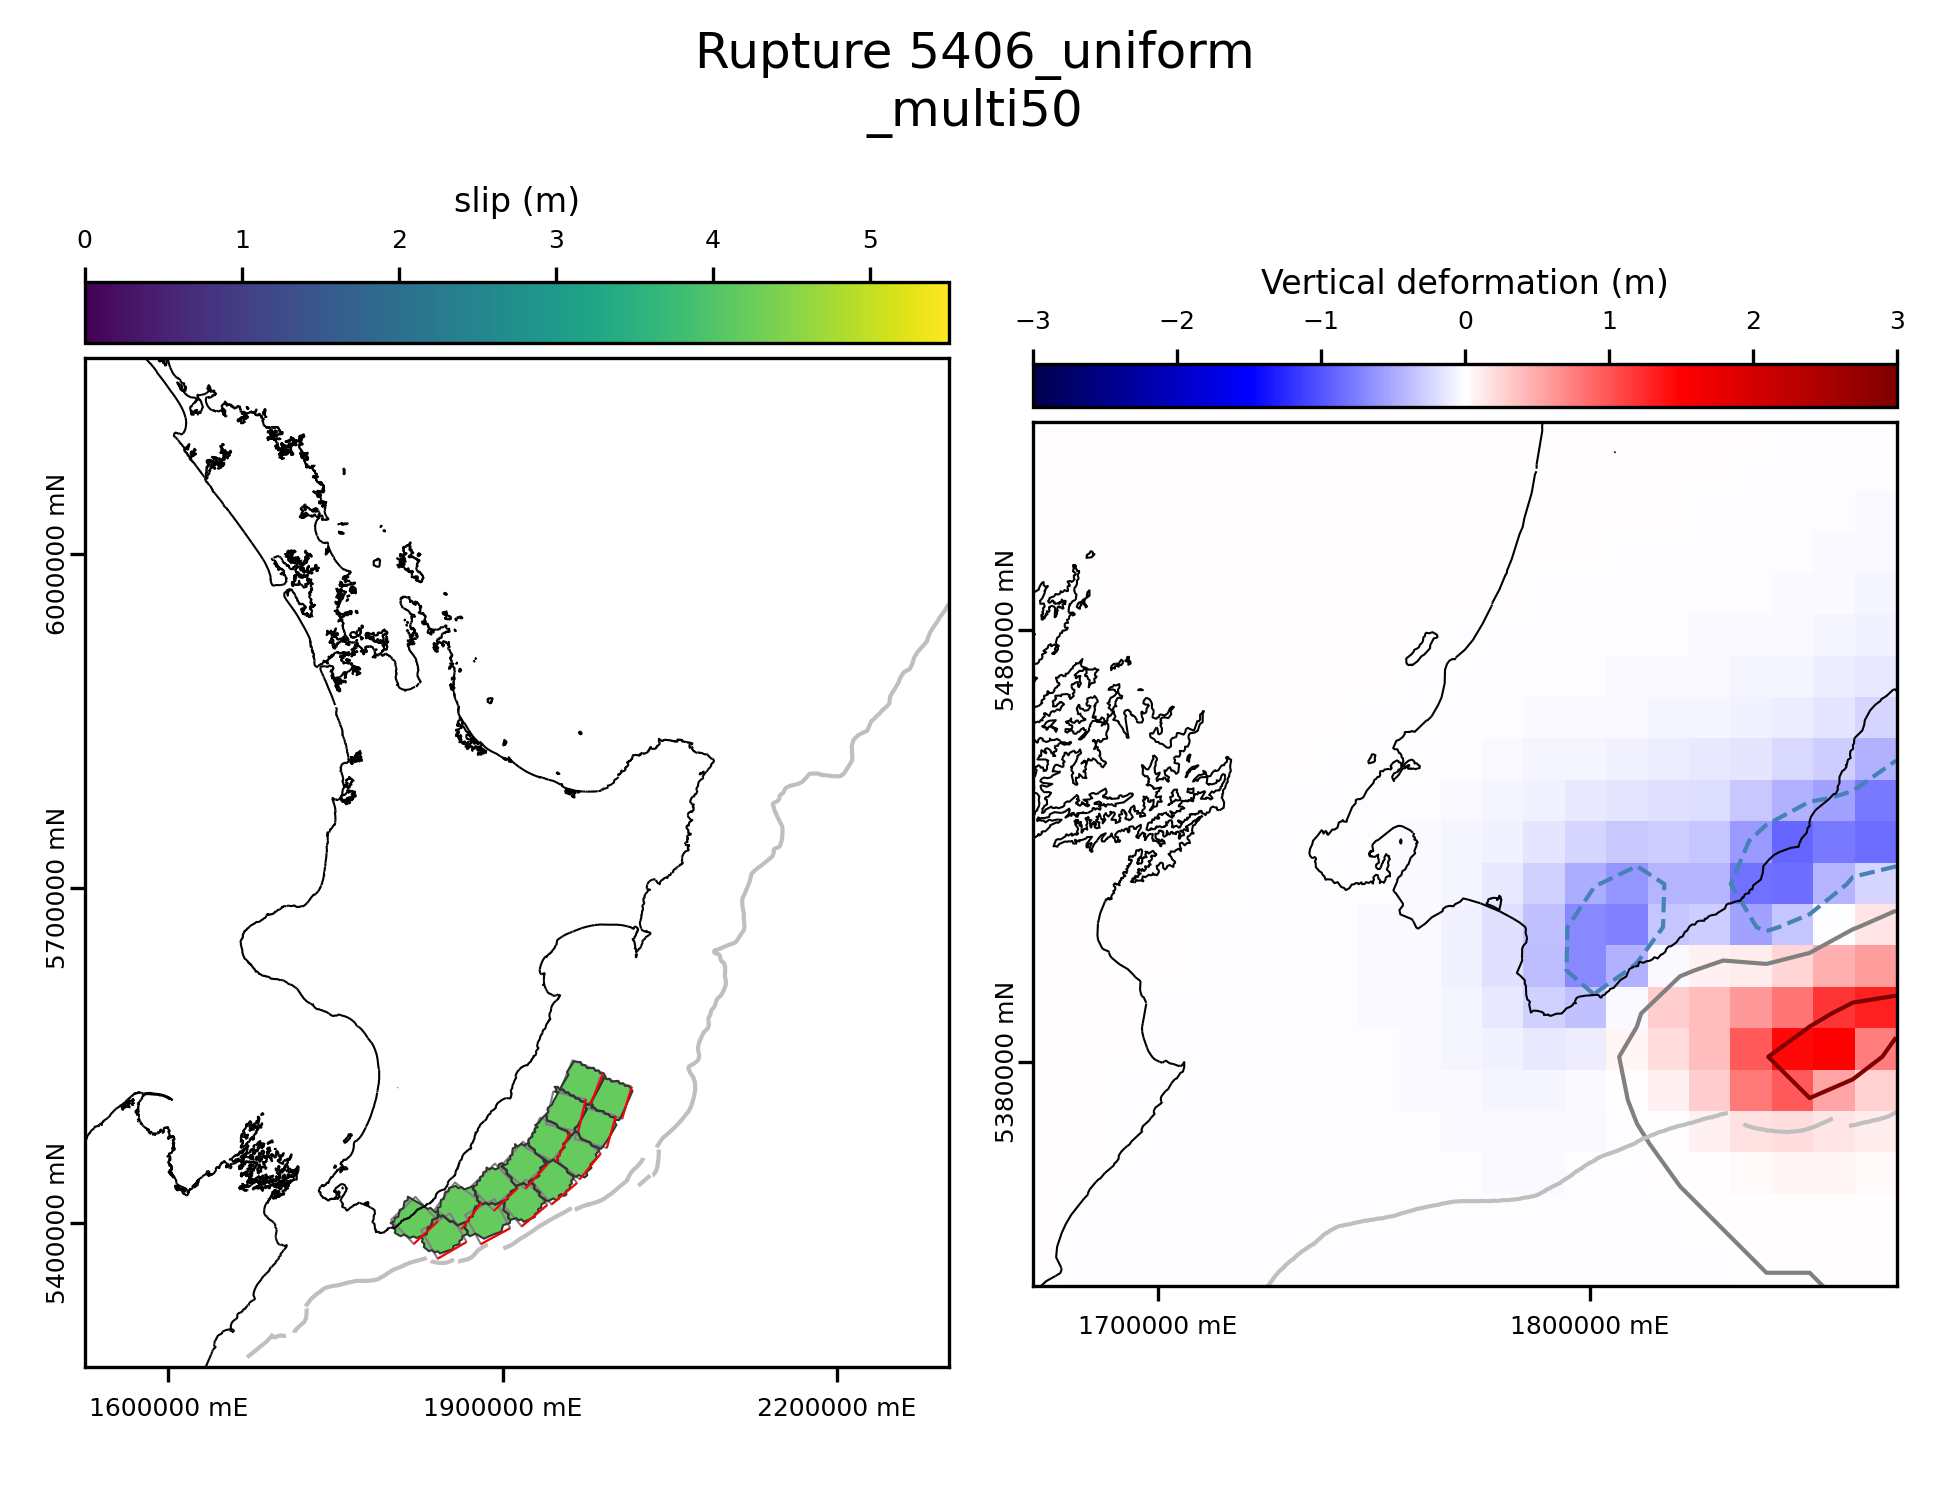 Rupture 5406_uniform
_multi50
slip (m)
0 1 2 3 4 5
Vertical deformation (m)
−3 −2 −1 0 1 2 3
6000000 mN
5700000 mN
5400000 mN
1600000 mE 1900000 mE 2200000 mE
5480000 mN
5380000 mN
1700000 mE 1800000 mE